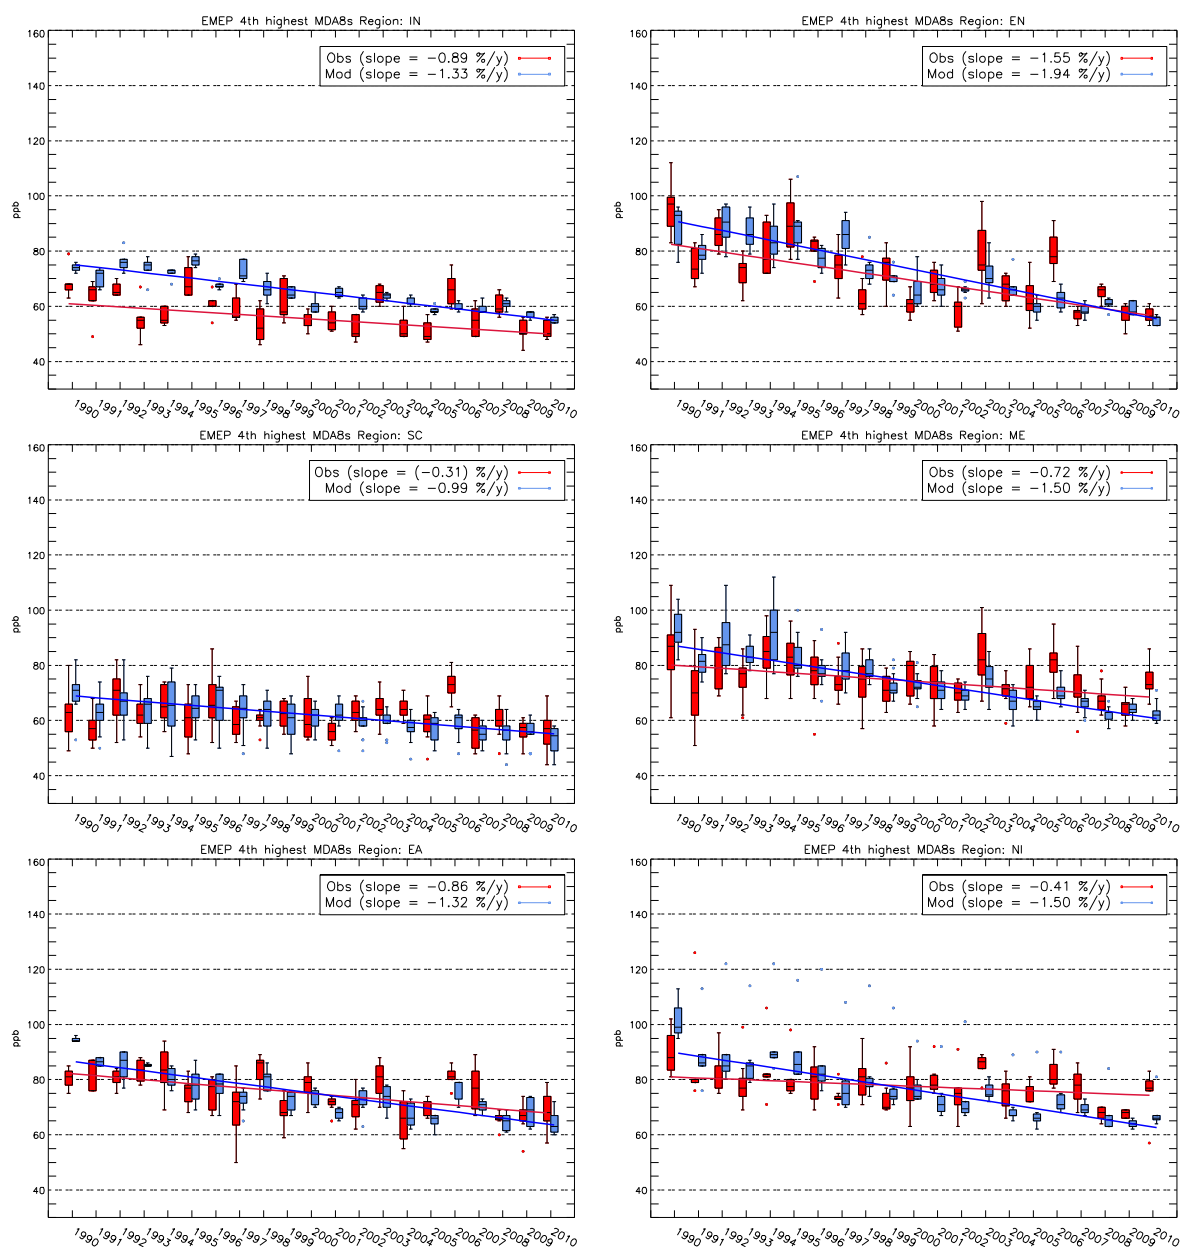 EMEP 4th highest MDA8s Region: IN
Obs (slope = −0.89 %/y)
Mod (slope = −1.33 %/y)
160
140
120
100
80
60
40
ppb
1990 1991 1992 1993 1994 1995 1996 1997 1998 1999 2000 2001 2002 2003 2004 2005 2006 2007 2008 2009 2010
EMEP 4th highest MDA8s Region: EN
Obs (slope = −1.55 %/y)
Mod (slope = −1.94 %/y)
160
140
120
100
80
60
40
ppb
1990 1991 1992 1993 1994 1995 1996 1997 1998 1999 2000 2001 2002 2003 2004 2005 2006 2007 2008 2009 2010
EMEP 4th highest MDA8s Region: SC
Obs (slope = (−0.31) %/y)
Mod (slope = −0.99 %/y)
160
140
120
100
80
60
40
ppb
1990 1991 1992 1993 1994 1995 1996 1997 1998 1999 2000 2001 2002 2003 2004 2005 2006 2007 2008 2009 2010
EMEP 4th highest MDA8s Region: ME
Obs (slope = −0.72 %/y)
Mod (slope = −1.50 %/y)
160
140
120
100
80
60
40
ppb
1990 1991 1992 1993 1994 1995 1996 1997 1998 1999 2000 2001 2002 2003 2004 2005 2006 2007 2008 2009 2010
EMEP 4th highest MDA8s Region: EA
Obs (slope = −0.86 %/y)
Mod (slope = −1.32 %/y)
160
140
120
100
80
60
40
ppb
1990 1991 1992 1993 1994 1995 1996 1997 1998 1999 2000 2001 2002 2003 2004 2005 2006 2007 2008 2009 2010
EMEP 4th highest MDA8s Region: NI
Obs (slope = −0.41 %/y)
Mod (slope = −1.50 %/y)
160
140
120
100
80
60
40
ppb
1990 1991 1992 1993 1994 1995 1996 1997 1998 1999 2000 2001 2002 2003 2004 2005 2006 2007 2008 2009 2010